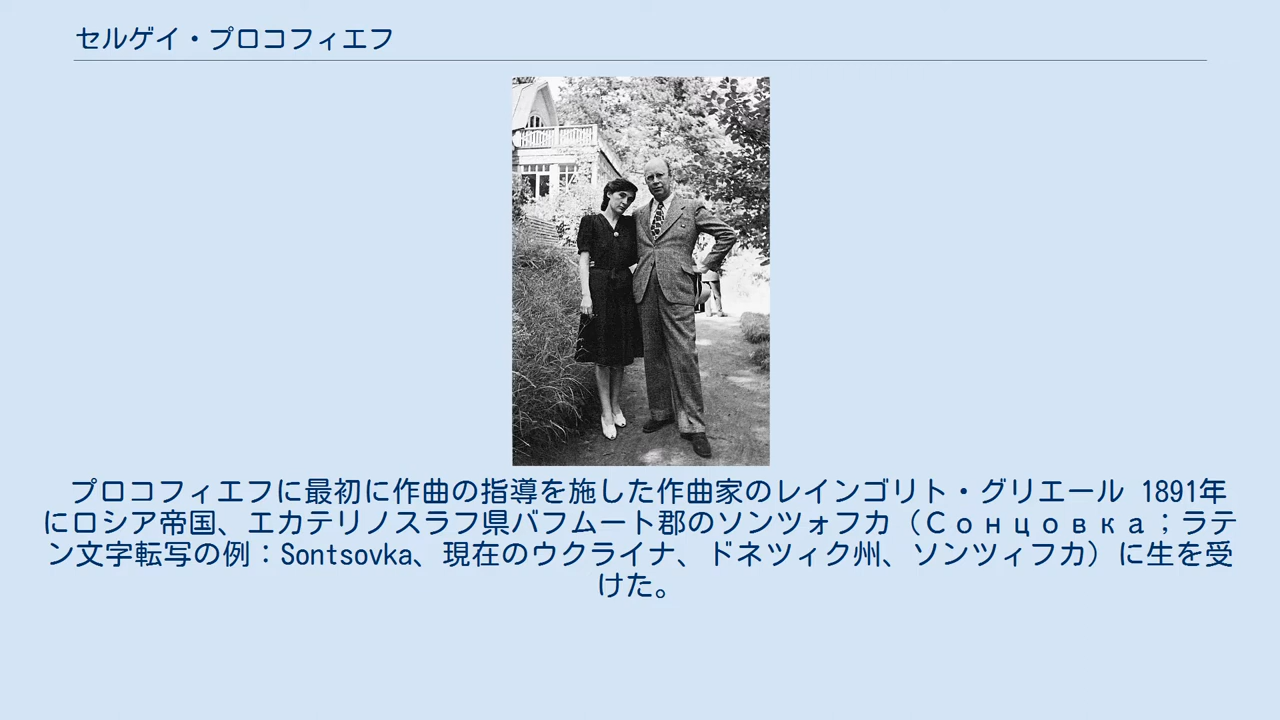 セルゲイ・プロコフィエフ
プロコフィエフに最初に作曲の指導を施した作曲家のレインゴリト・グリエール 1891年
にロシア帝国、エカテリノスラフ県バフムート郡のソンツォフカ（Ｓонцовка；ラテ
ン文字転写の例：Sontsovka、現在のウクライナ、ドネツィク州、ソンツィフカ）に生を受
けた。